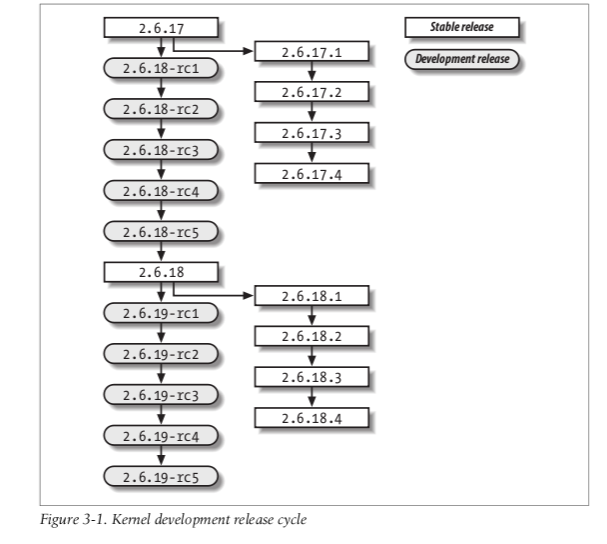 2.6.17
Stable release
2.6.17.1
Development release
2.6.18-rc1
2.6.17.2
2.6.18-rc2
2.6.17.3
2.6.18-rc3
2.6.17.4
2.6.18-rc4
2.6.18-rc5
2.6.18
2.6.18.1
2.6.19-rc1
2.6.18.2
2.6.19-rc2
2.6.18.3
2.6.19-rc3
2.6.18.4
2.6.19-rc4
2.6.19-rc5
Figure 3-1. Kernel development release cycle